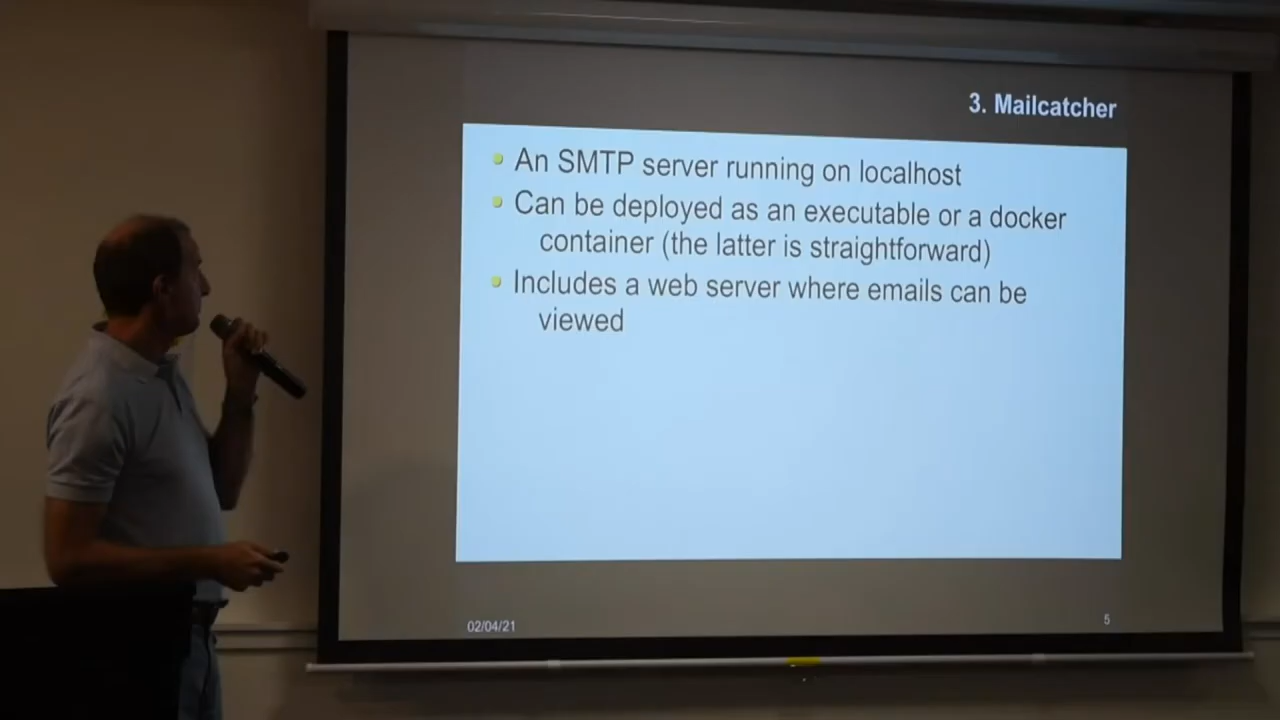 3. Mailcatcher
An SMTP server running on localhost
Can be deployed as an executable or a docker
container (the latter is straightforward)
Includes a web server where emails can be
viewed
02/04/21
5